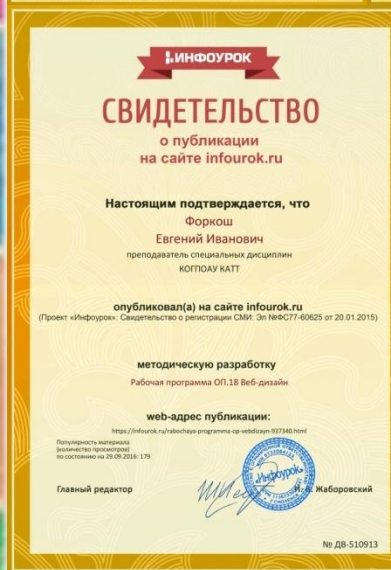 ИНФОУРОК
СВИДЕТЕЛЬСТВО
о публикации
на сайте infourok.ru
Настоящим подтверждается, что
Форкош
Евгений Иванович
преподаватель специальных дисциплин
КОГПОАУ КАТТ
опубликовал(а) на сайте infourok.ru
(Проект «Инфоурок»: Свидетельство о регистрации СМИ: Эл №ФС77-60625 от 20.01.2015)
методическую разработку
Рабочая программа ОП.18 Веб-дизайн
web-адрес публикации:
https://infourok.ru/rabochaya-programma-op-vebdizayn-937340.html
Популярность материала
(количество просмотров)
по состоянию на 29.09.2016: 179
Главный редактор
«Инфоурок»
Жаборовский
№ ДВ-510913